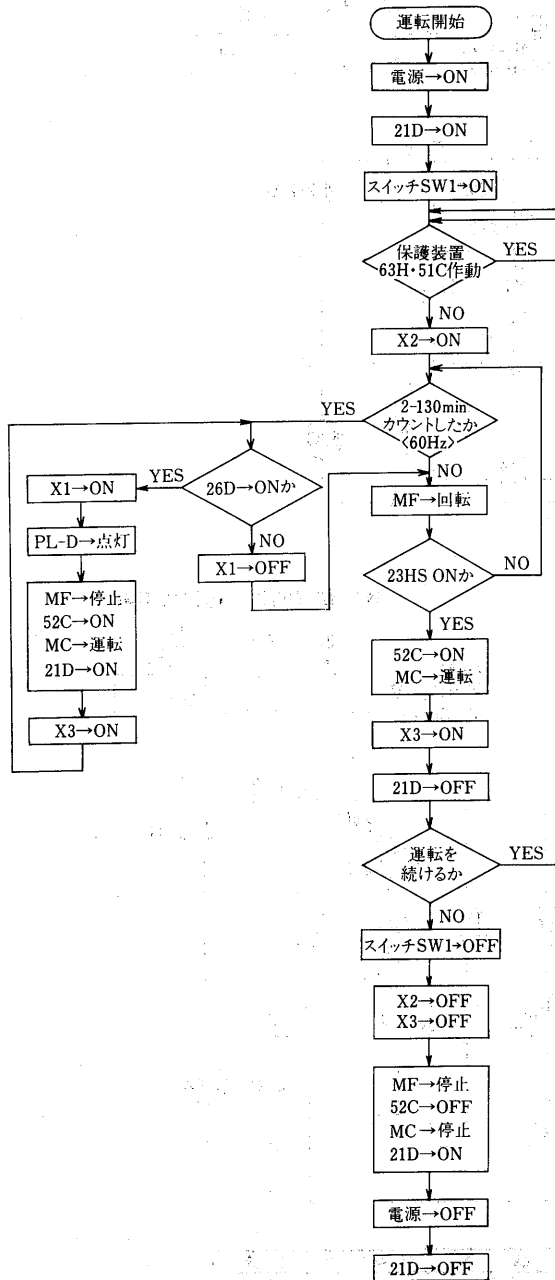 運転開始
電源→ON
21D→ON
スイッチSW1→ON
保護装置
63H・51C作動
YES
NO
X2→ON
2-130min
カウントしたか
<60Hz>
YES
NO
26D→ONか
YES
NO
X1→ON
PL-D→点灯
MF→停止
52C→ON
MC→運転
21D→ON
X3→ON
X1→OFF
MF→回転
23HS ONか
NO
YES
52C→ON
MC→運転
X3→ON
21D→OFF
運転を
続けるか
YES
NO
スイッチSW1→OFF
X2→OFF
X3→OFF
MF→停止
52C→OFF
MC→停止
21D→ON
電源→OFF
21D→OFF